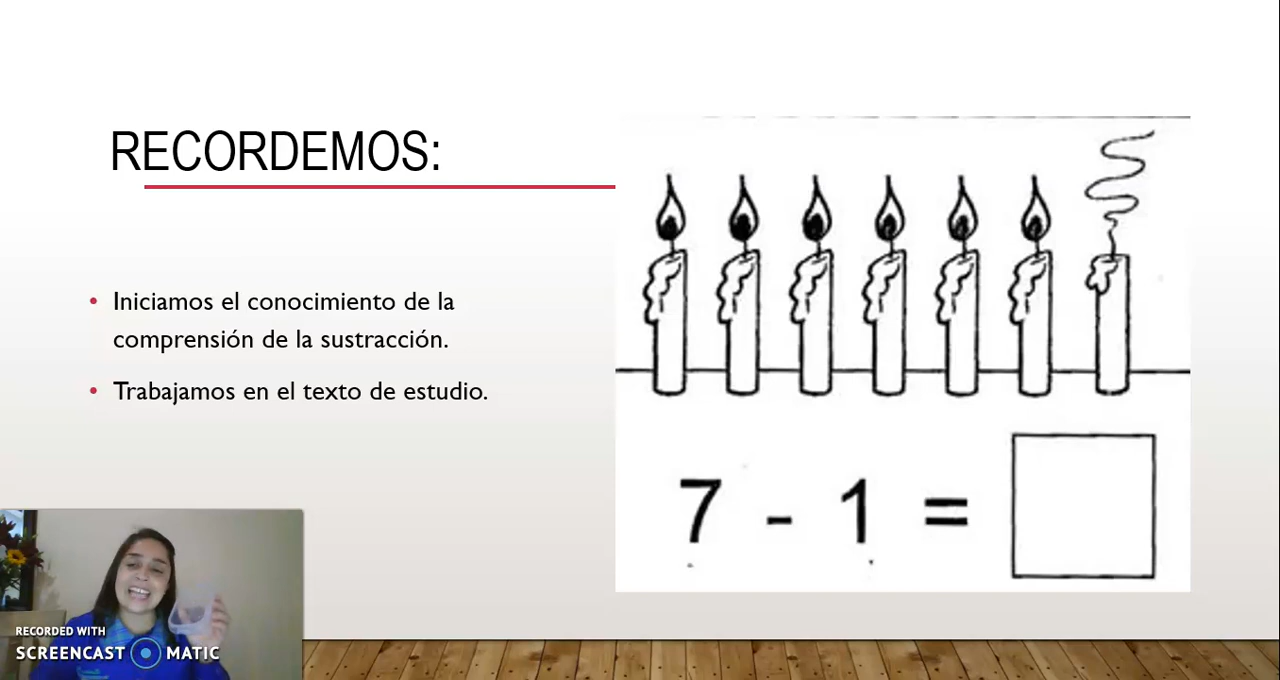 RECORDEMOS:
• Iniciamos el conocimiento de la
comprensión de la sustracción.
• Trabajamos en el texto de estudio.
7 - 1 =
RECORDED WITH
SCREENCAST MATIC